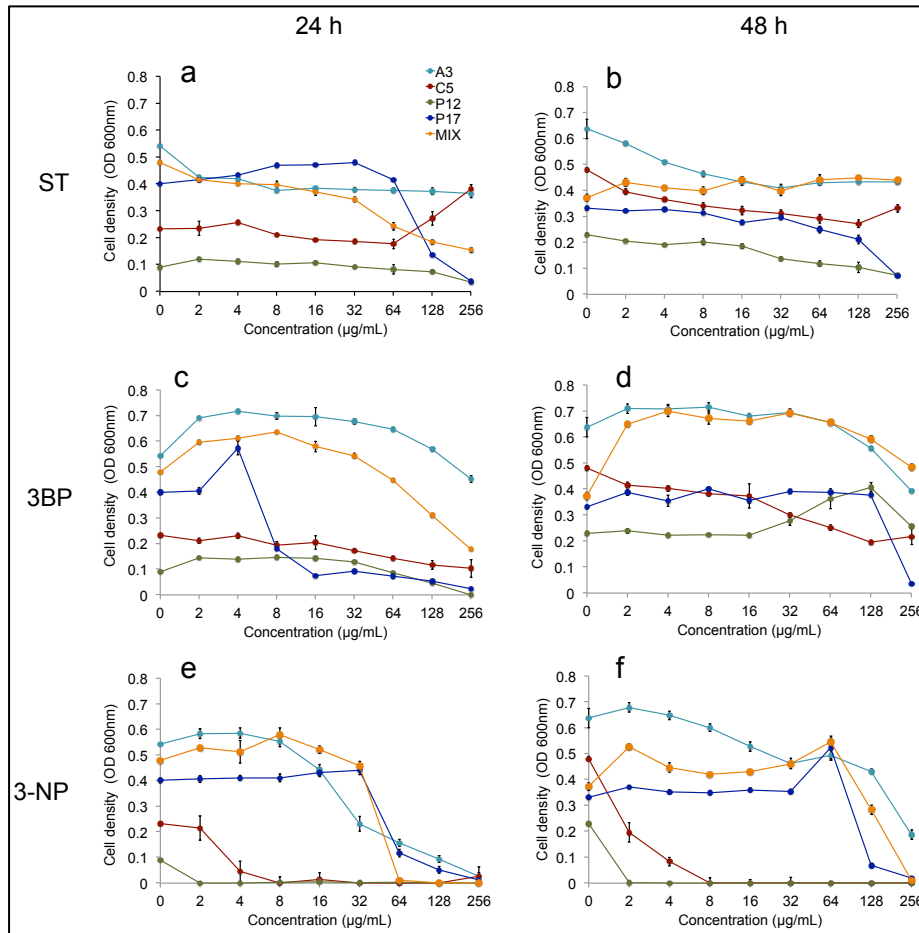 24 h
48 h
ST
a
A3
C5
P12
P17
MIX
Cell density (OD 600nm)
0.8
0.7
0.6
0.5
0.4
0.3
0.2
0.1
0
0 2 4 8 16 32 64 128 256
Concentration (µg/mL)
b
Cell density (OD 600nm)
0.8
0.7
0.6
0.5
0.4
0.3
0.2
0.1
0
0 2 4 8 16 32 64 128 256
Concentration (µg/mL)
3BP
c
Cell density (OD 600nm)
0.8
0.7
0.6
0.5
0.4
0.3
0.2
0.1
0
0 2 4 8 16 32 64 128 256
Concentration (µg/mL)
d
Cell density (OD 600nm)
0.8
0.7
0.6
0.5
0.4
0.3
0.2
0.1
0
0 2 4 8 16 32 64 128 256
Concentration (µg/mL)
3-NP
e
Cell density (OD 600nm)
0.8
0.7
0.6
0.5
0.4
0.3
0.2
0.1
0
0 2 4 8 16 32 64 128 256
Concentration (µg/mL)
f
Cell density (OD 600nm)
0.8
0.7
0.6
0.5
0.4
0.3
0.2
0.1
0
0 2 4 8 16 32 64 128 256
Concentration (µg/mL)